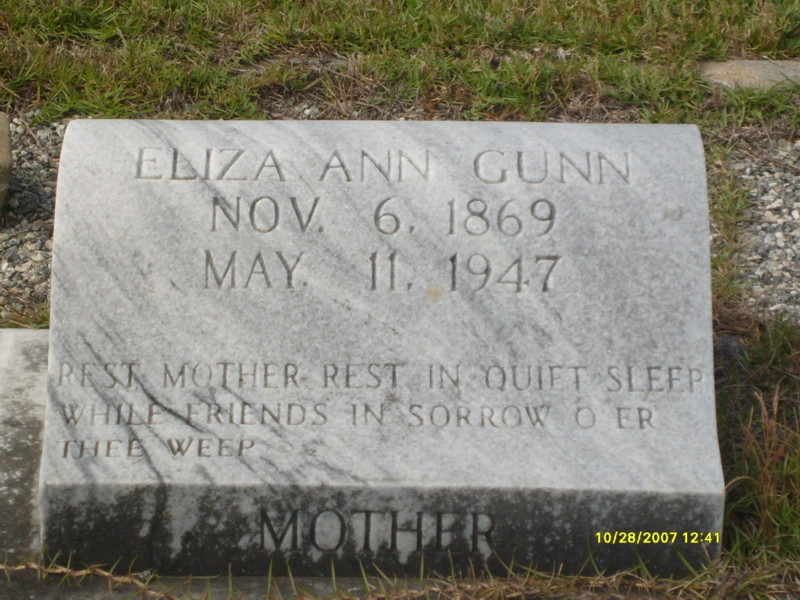 ELIZA ANN GUNN
NOV. 6, 1869
MAY. 11, 1947
REST MOTHER REST IN QUIET SLEEP
WHILE FRIENDS IN SORROW O'ER
THEE WEEP
MOTHER
10/28/2007 12:41